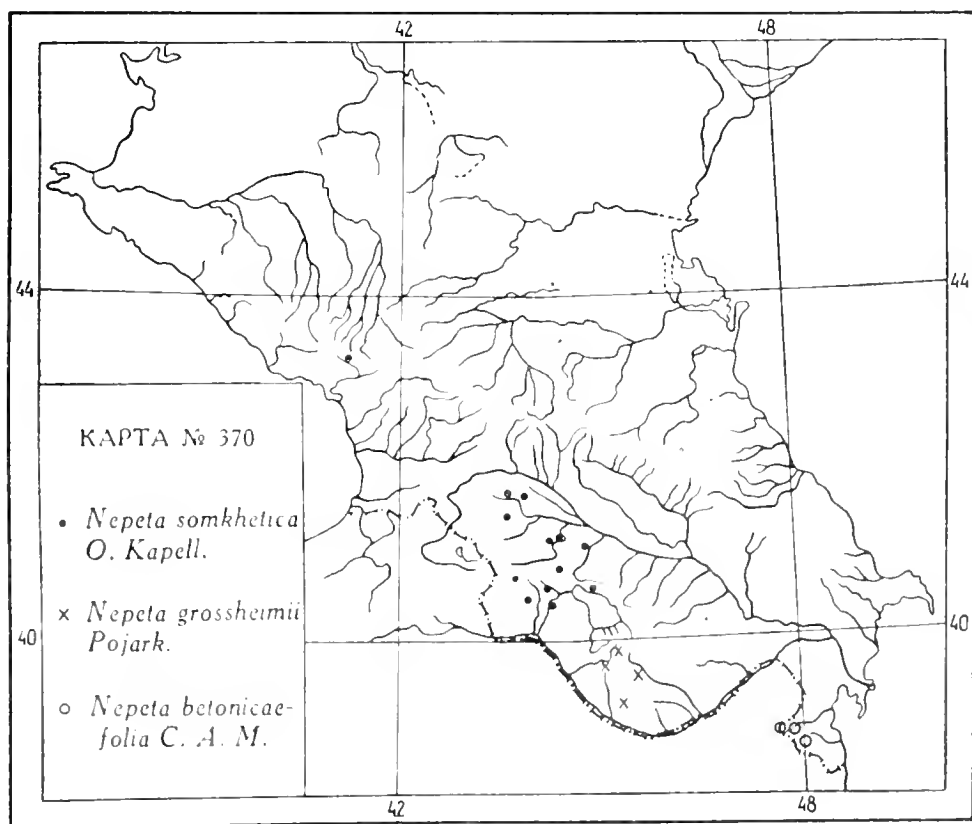 42 48
44 44
КАРТА № 370
• Nepeta somkhetica
O. Kapell.
× Nepeta grossheimii
Pojark.
40 40
○ Nepeta betonicae-
folia C. A. M.
42 48